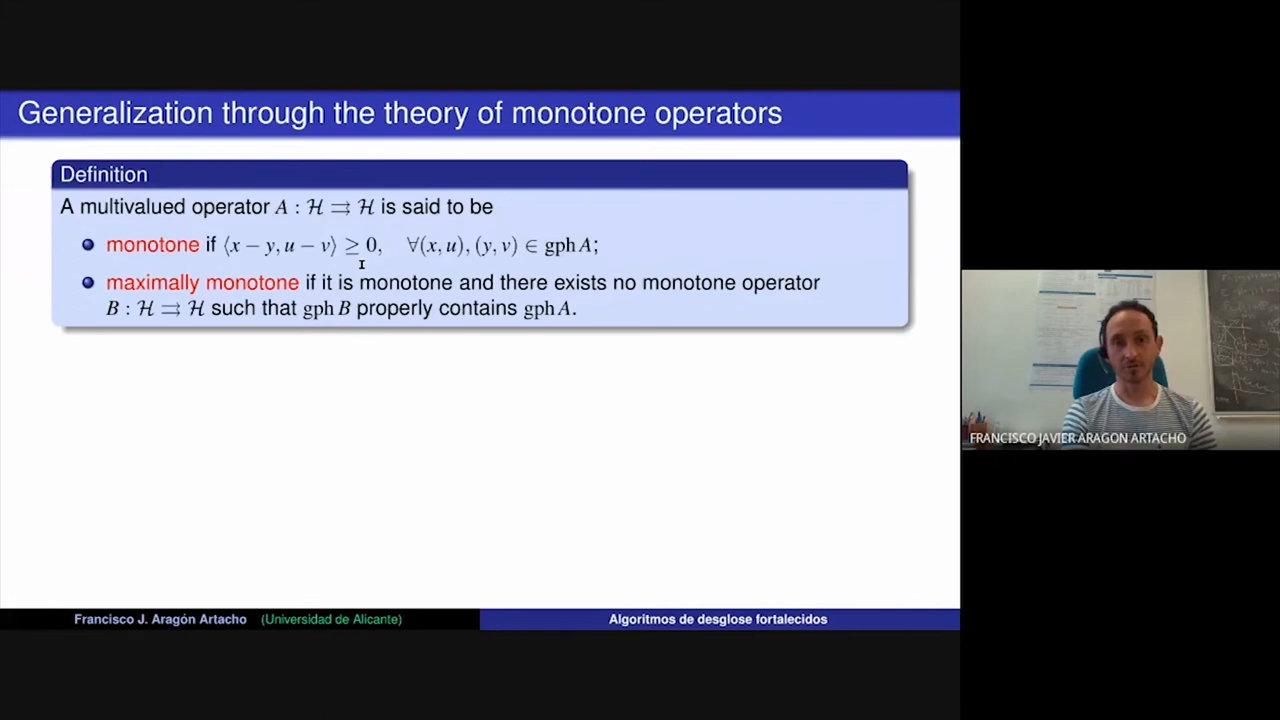 Generalization through the theory of monotone operators
Definition
A multivalued operator A : ℋ ⇉ ℋ is said to be
monotone if ⟨x − y, u − v⟩ ≥ 0, ∀(x, u), (y, v) ∈ gph A;
maximally monotone if it is monotone and there exists no monotone operator
B : ℋ ⇉ ℋ such that gph B properly contains gph A.
FRANCISCO JAVIER ARAGON ARTACHO
Francisco J. Aragón Artacho (Universidad de Alicante)
Algoritmos de desglose fortalecidos